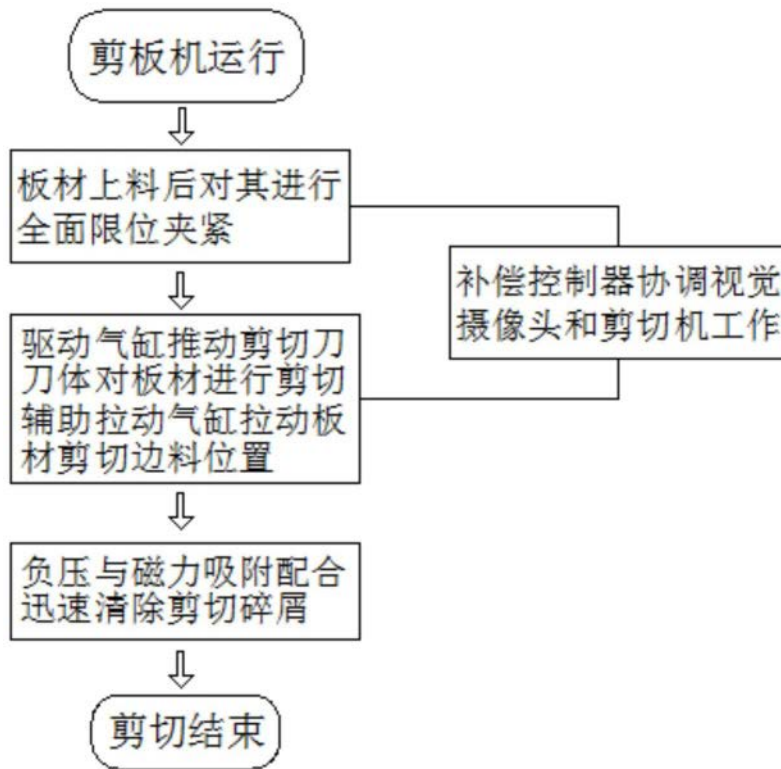 剪板机运行
板材上料后对其进行
全面限位夹紧
补偿控制器协调视觉
摄像头和剪切机工作
驱动气缸推动剪切刀
刀体对板材进行剪切
辅助拉动气缸拉动板
材剪切边料位置
负压与磁力吸附配合
迅速清除剪切碎屑
剪切结束